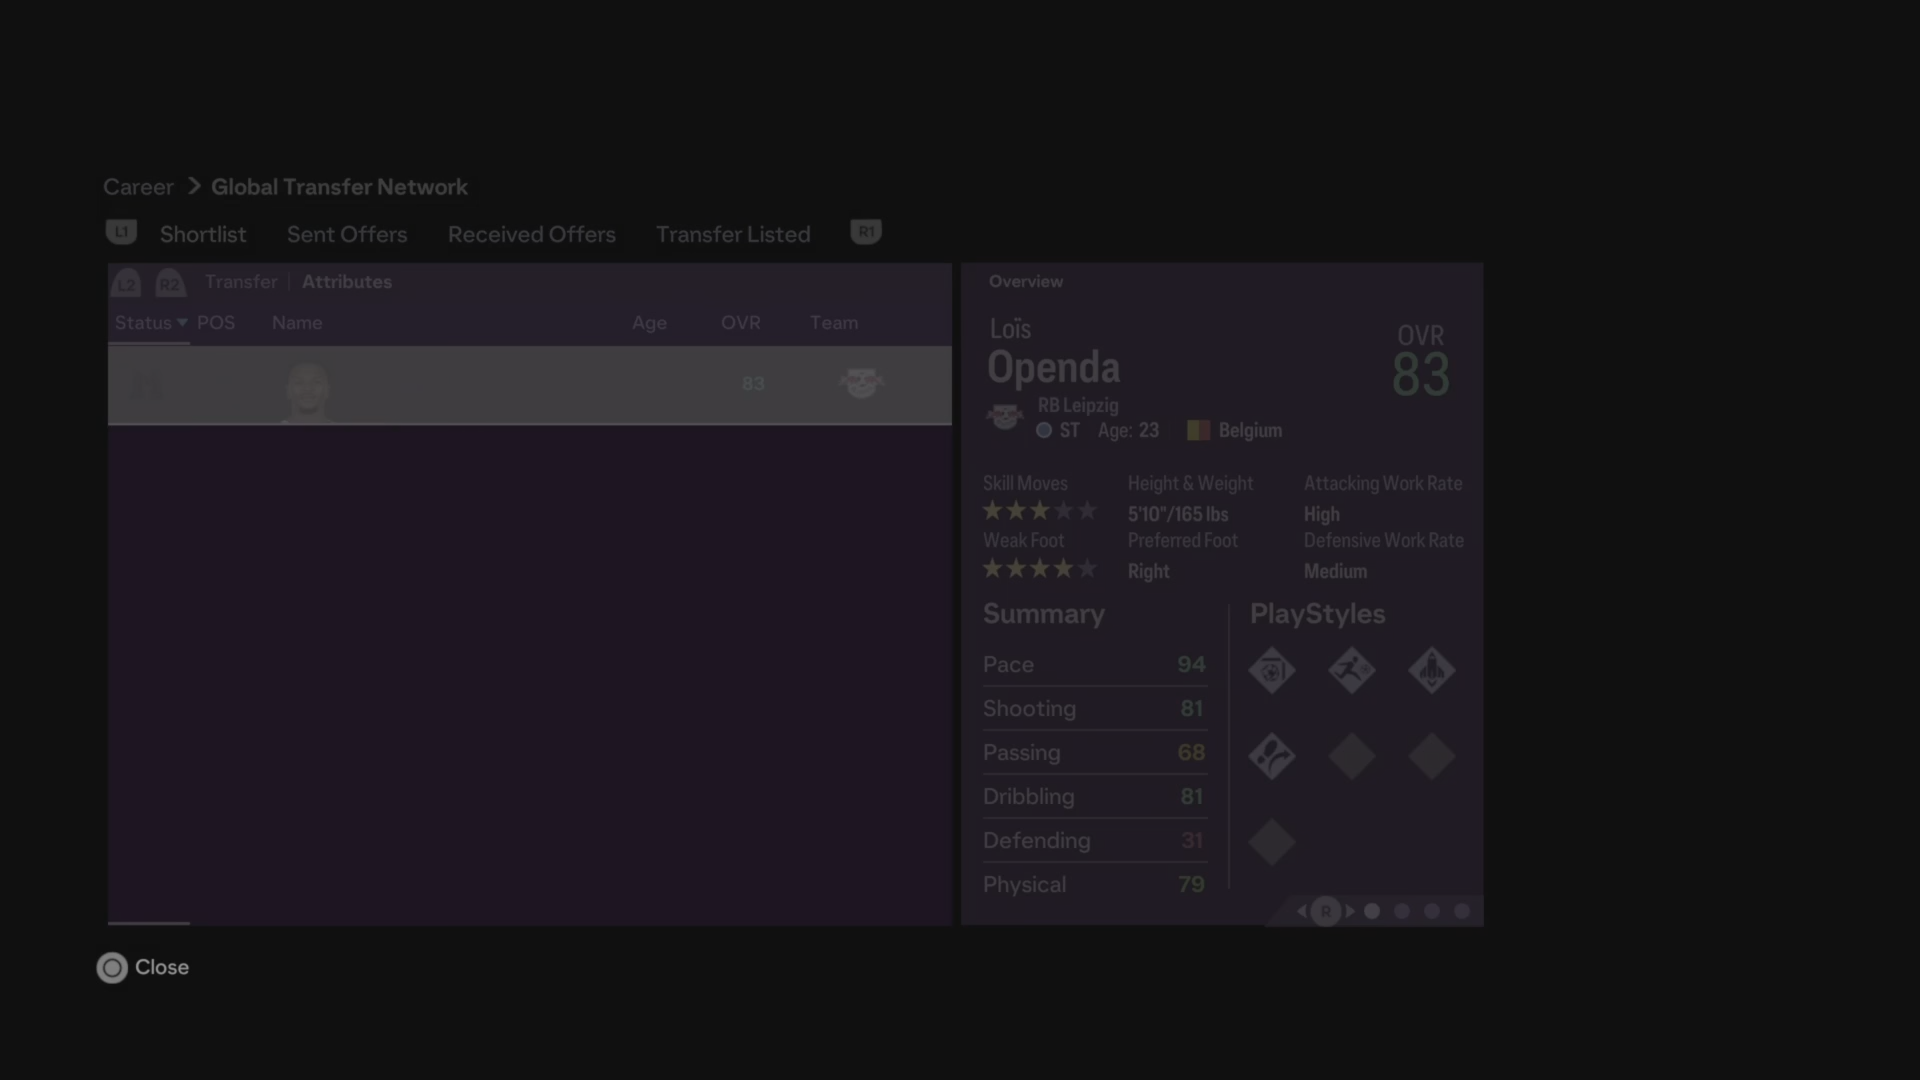 Career > Global Transfer Network
L1 Shortlist Sent Offers Received Offers Transfer Listed R1
L2 R2 Transfer | Attributes
Status POS Name Age OVR Team
83
Overview
Loïs
Openda
OVR
83
RB Leipzig
ST Age: 23 Belgium
Skill Moves Height & Weight Attacking Work Rate
5'10"/165 lbs High
Weak Foot Preferred Foot Defensive Work Rate
Right Medium
Summary PlayStyles
Pace 94
Shooting 81
Passing 68
Dribbling 81
Defending 31
Physical 79
R
Close